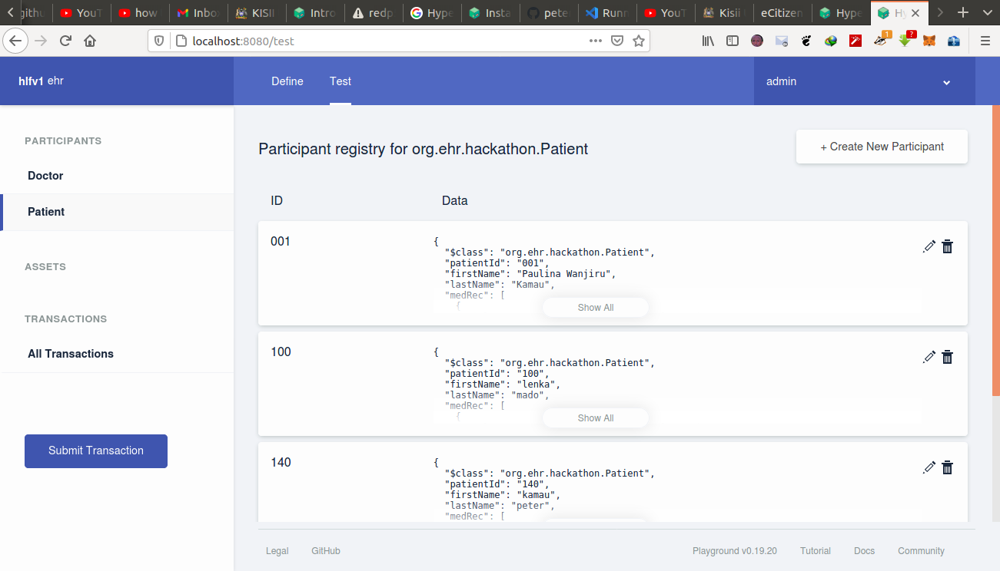 githu
YouT
how
Inbo
KISII
Intro
redp
Hype
Insta
pete
Runn
YouT
Kisii
eCitizen
Hype
Hy
localhost:8080/test
1
?
hlfv1 ehr
Define
Test
admin
PARTICIPANTS
Doctor
Patient
ASSETS
TRANSACTIONS
All Transactions
Submit Transaction
Participant registry for org.ehr.hackathon.Patient
+ Create New Participant
ID
Data
001
{
"$class": "org.ehr.hackathon.Patient",
"patientId": "001",
"firstName": "Paulina Wanjiru",
"lastName": "Kamau",
"medRec": [
{
Show All
100
{
"$class": "org.ehr.hackathon.Patient",
"patientId": "100",
"firstName": "lenka",
"lastName": "mado",
"medRec": [
{
Show All
140
{
"$class": "org.ehr.hackathon.Patient",
"patientId": "140",
"firstName": "kamau",
"lastName": "peter",
"medRec": [
Legal
GitHub
Playground v0.19.20
Tutorial
Docs
Community